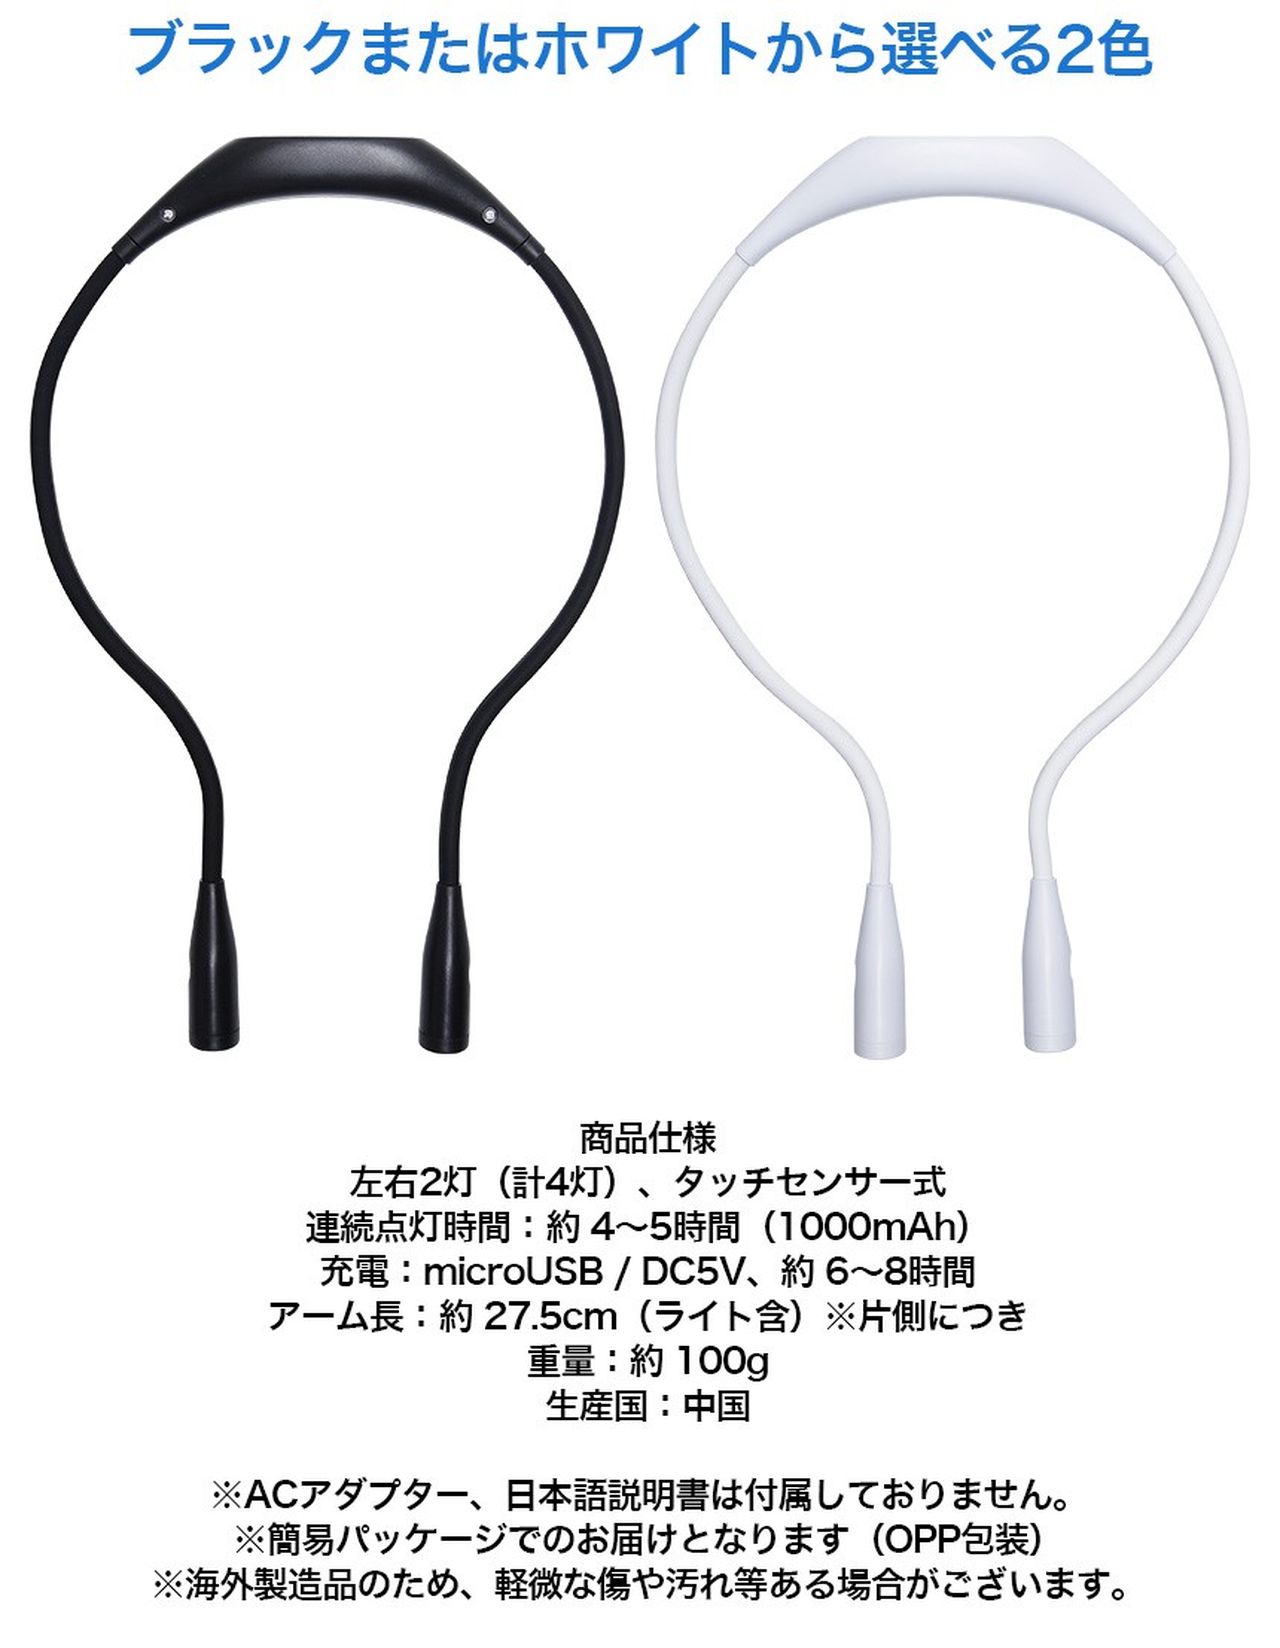 ブラックまたはホワイトから選べる2色
商品仕様
左右2灯（計4灯）、タッチセンサー式
連続点灯時間：約 4〜5時間（1000mAh）
充電：microUSB / DC5V、約 6〜8時間
アーム長：約 27.5cm（ライト含）※片側につき
重量：約 100g
生産国：中国
※ACアダプター、日本語説明書は付属しておりません。
※簡易パッケージでのお届けとなります（OPP包装）
※海外製造品のため、軽微な傷や汚れ等ある場合がございます。